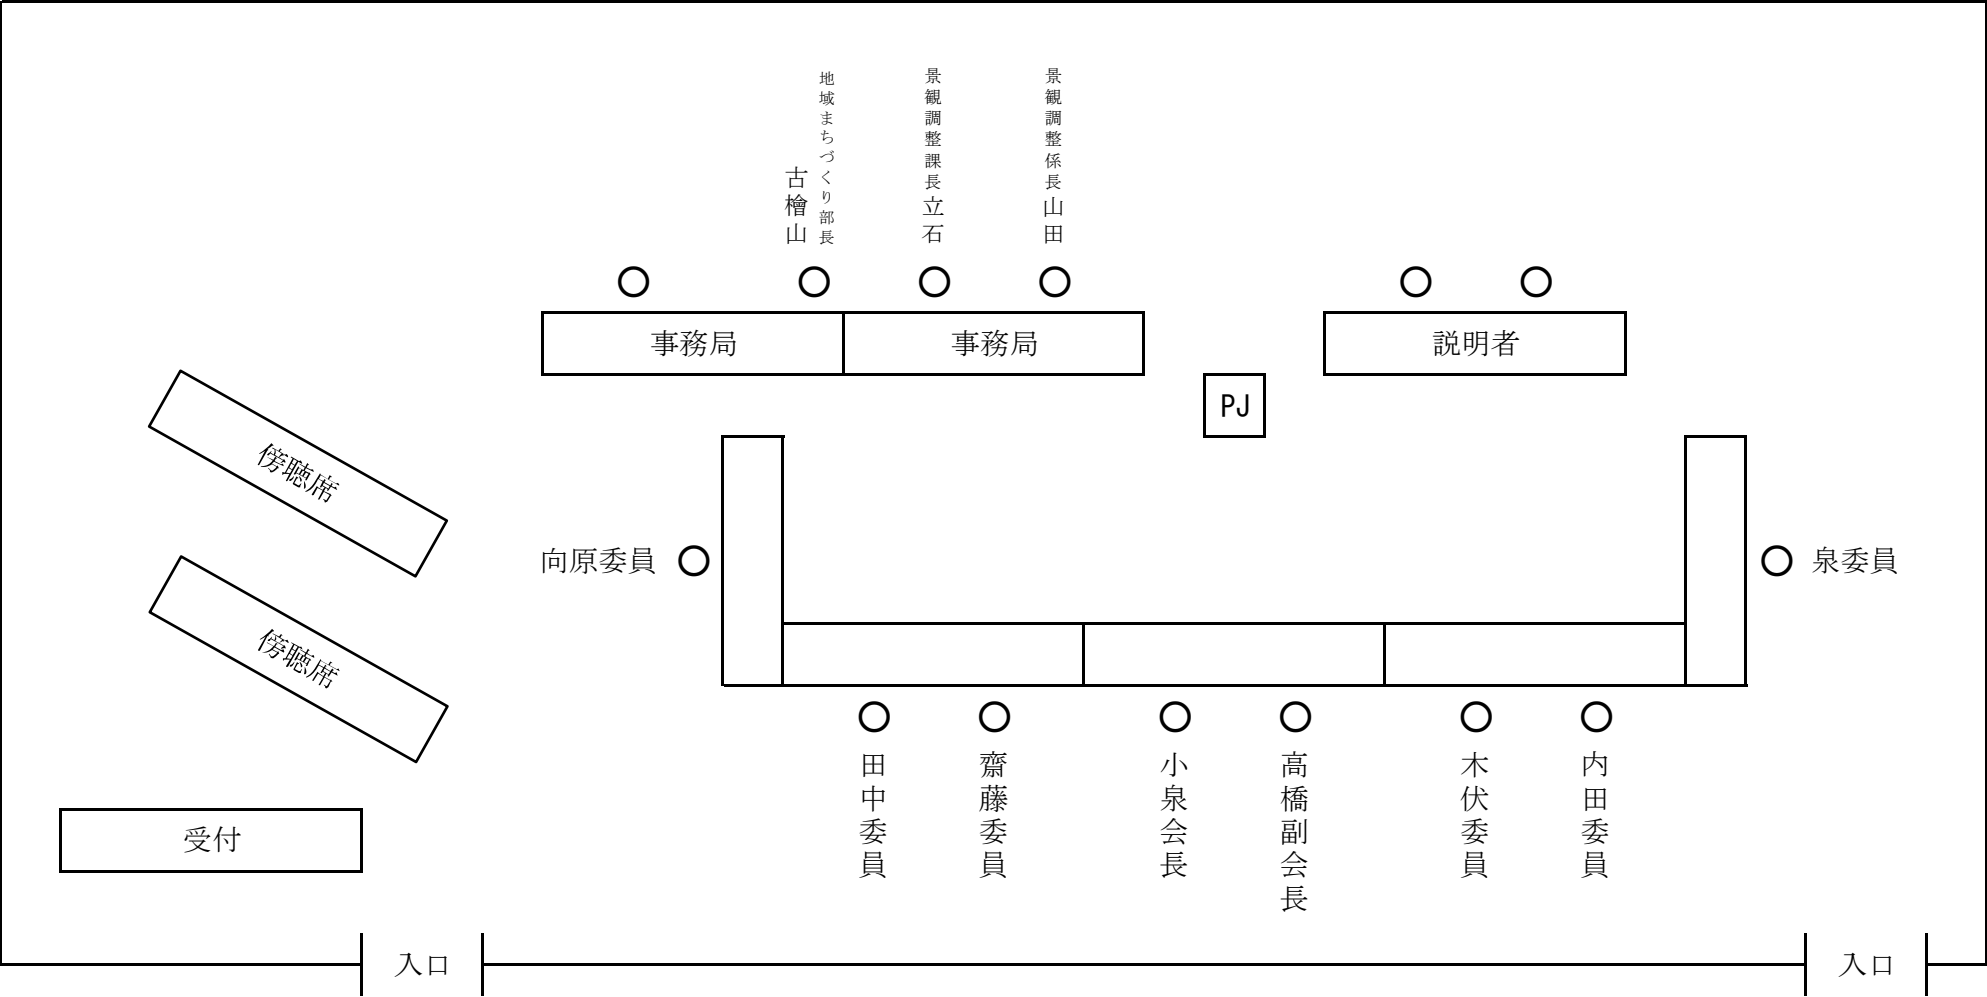 地域まちづくり部長
古檜山
景観調整課長立石
景観調整係長山田
事務局
事務局
説明者
PJ
傍聴席
傍聴席
向原委員
泉委員
田中委員
齋藤委員
小泉会長
高橋副会長
木伏委員
内田委員
受付
入口
入口